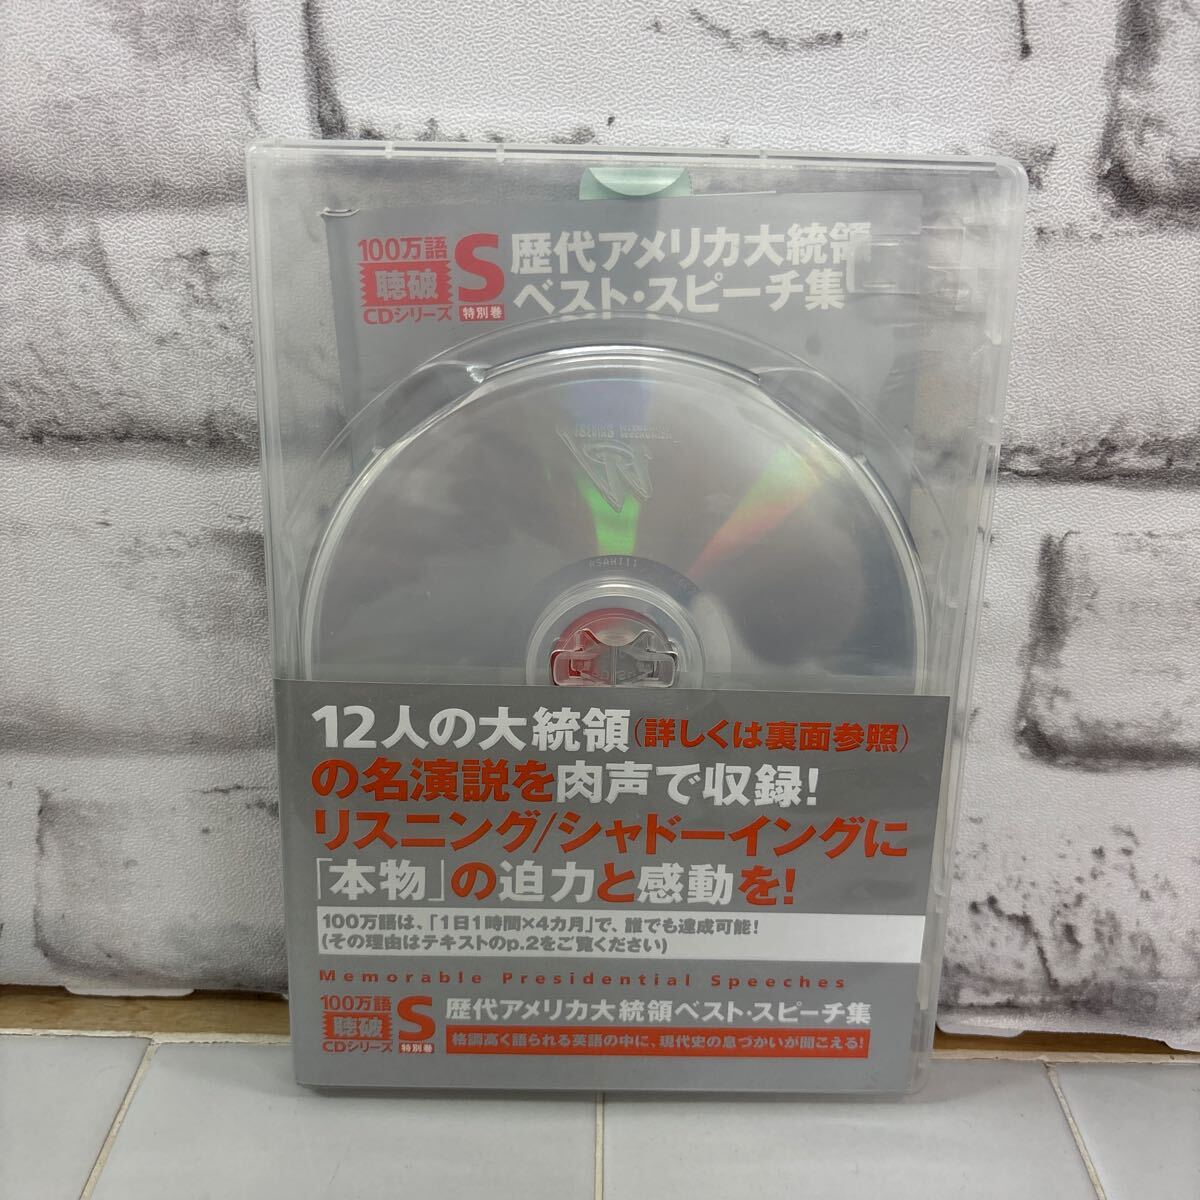 100万語
聴破
CDシリーズ
S
特別巻
歴代アメリカ大統領
ベスト・スピーチ集
12人の大統領(詳しくは裏面参照)
の名演説を肉声で収録!
リスニング/シャドーイングに
「本物」の迫力と感動を!
100万語は、「1日1時間×4カ月」で、誰でも達成可能!
(その理由はテキストのp.2をご覧ください)
Memorable Presidential Speeches
100万語
聴破
CDシリーズ
S
特別巻
歴代アメリカ大統領ベスト・スピーチ集
格調高く語られる英語の中に、現代史の息づかいが聞こえる!